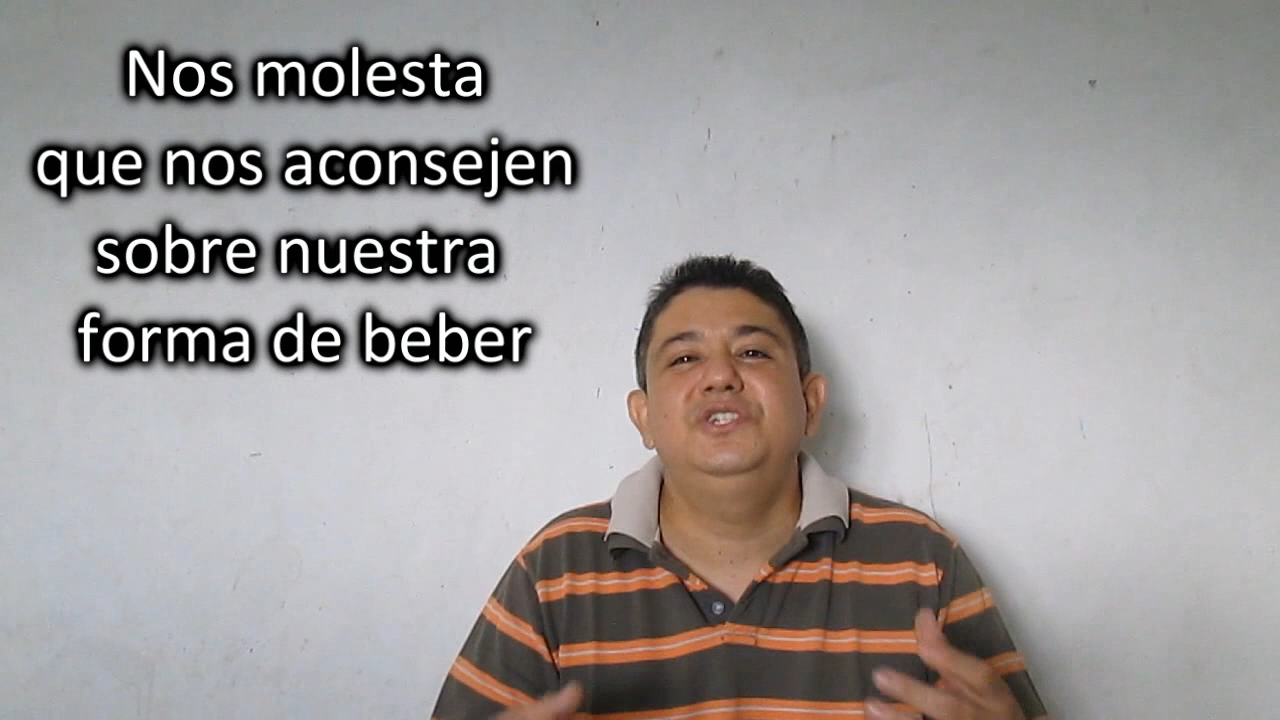 Nos molesta
que nos aconsejen
sobre nuestra
forma de beber